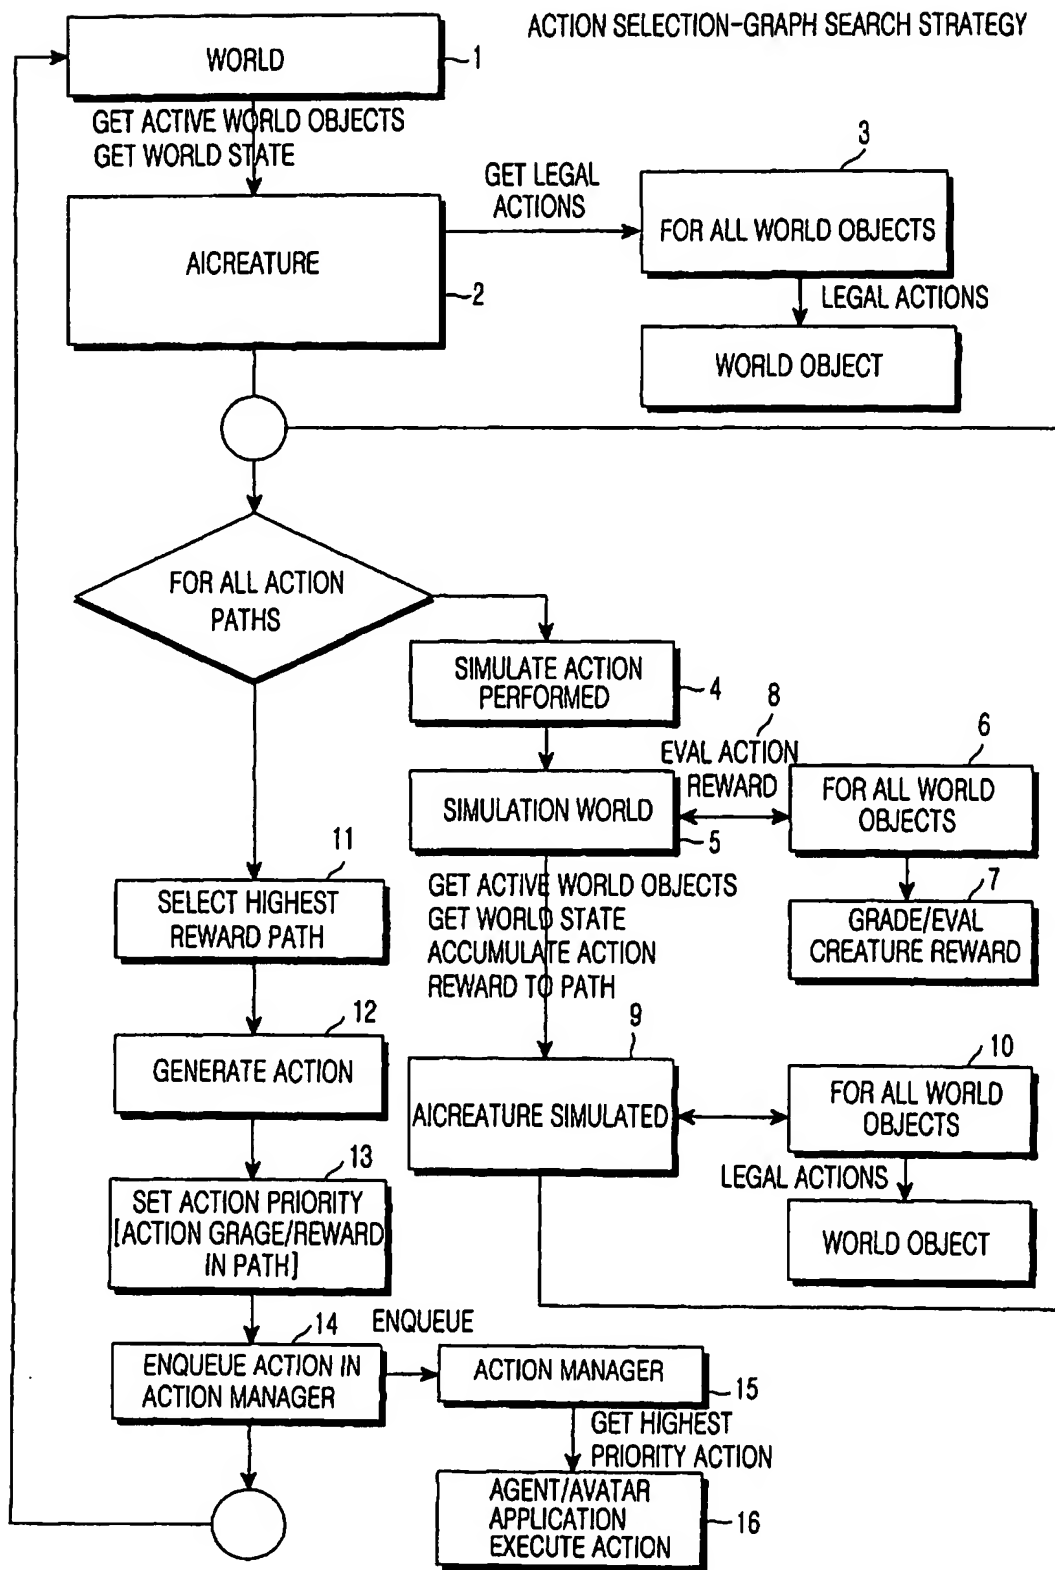 ACTION SELECTION-GRAPH SEARCH STRATEGY
WORLD
1
GET ACTIVE WORLD OBJECTS
GET WORLD STATE
3
GET LEGAL
ACTIONS
FOR ALL WORLD OBJECTS
AICREATURE
2
LEGAL ACTIONS
WORLD OBJECT
FOR ALL ACTION
PATHS
SIMULATE ACTION
PERFORMED
4
8
EVAL ACTION
REWARD
6
FOR ALL WORLD
OBJECTS
SIMULATION WORLD
5
11
SELECT HIGHEST
REWARD PATH
GET ACTIVE WORLD OBJECTS
GET WORLD STATE
ACCUMULATE ACTION
REWARD TO PATH
7
GRADE/EVAL
CREATURE REWARD
12
GENERATE ACTION
9
AICREATURE SIMULATED
10
FOR ALL WORLD
OBJECTS
LEGAL ACTIONS
WORLD OBJECT
13
SET ACTION PRIORITY
[ACTION GRAGE/REWARD
IN PATH]
14
ENQUEUE
ENQUEUE ACTION IN
ACTION MANAGER
ACTION MANAGER
15
GET HIGHEST
PRIORITY ACTION
AGENT/AVATAR
APPLICATION
EXECUTE ACTION
16